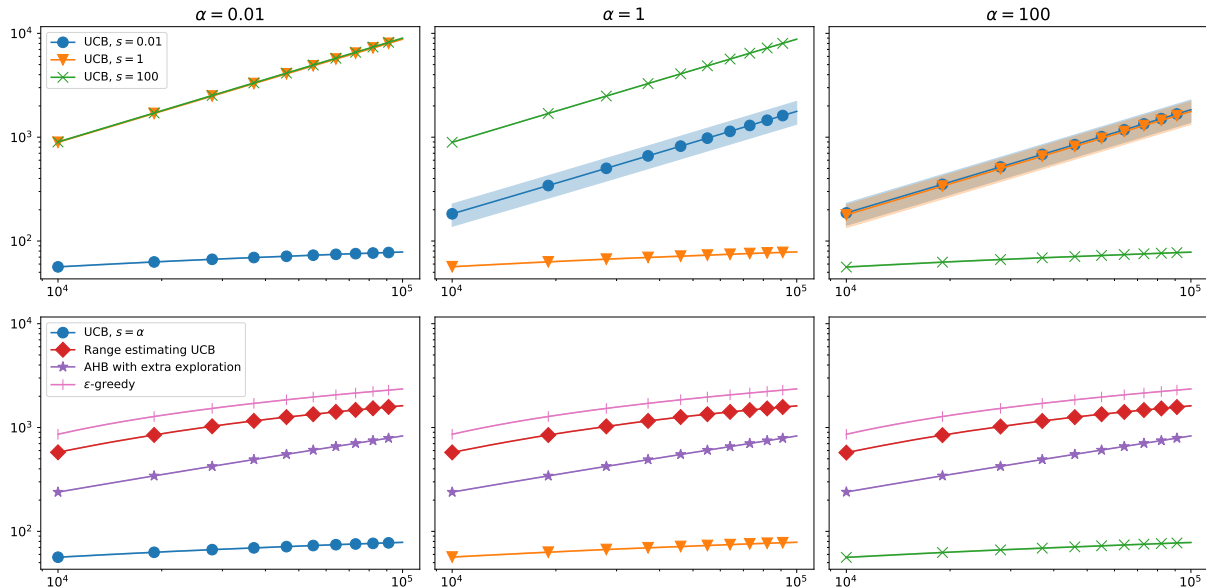 α = 0.01
α = 1
α = 100
10⁴
10³
10²
UCB, s = 0.01
UCB, s = 1
UCB, s = 100
10⁴
10⁵
10⁴
10⁵
10⁴
10⁵
10⁴
10³
10²
UCB, s = α
Range estimating UCB
AHB with extra exploration
ε-greedy
10⁴
10⁵
10⁴
10⁵
10⁴
10⁵